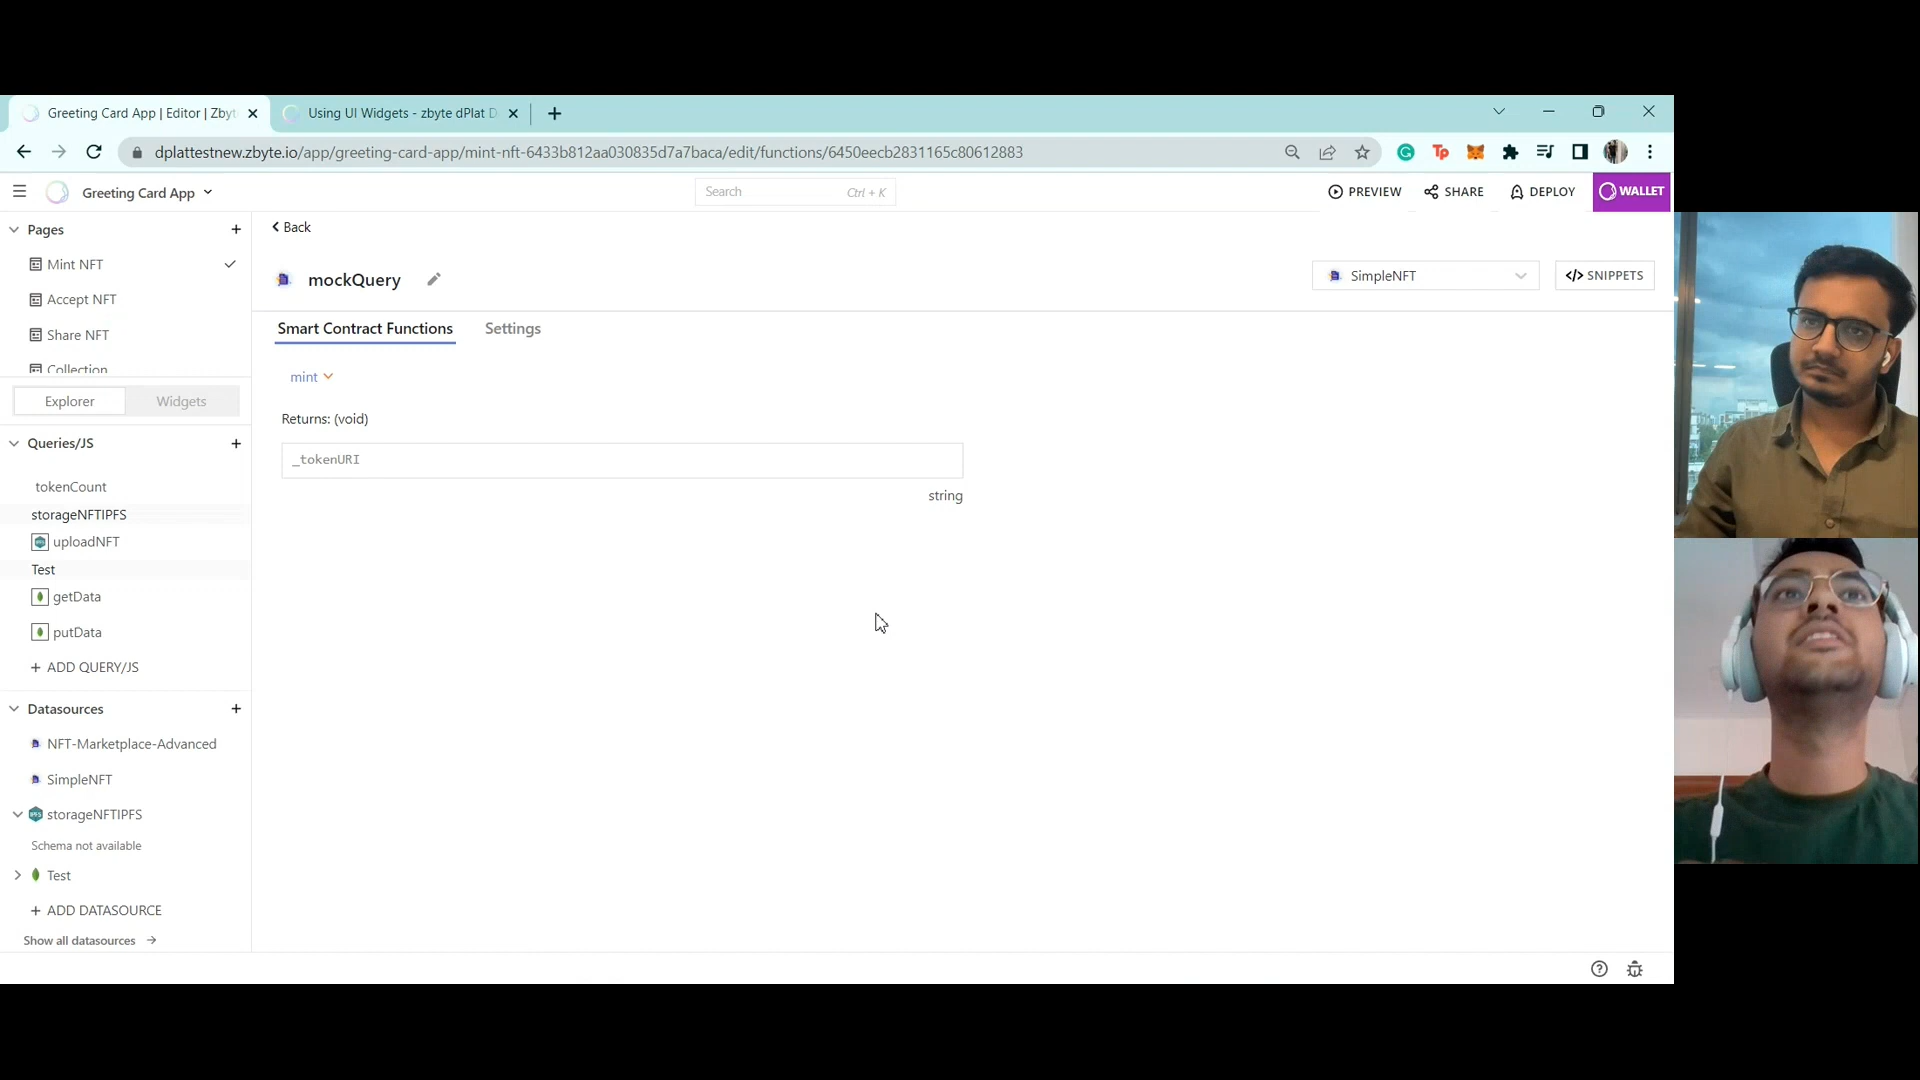 Greeting Card App | Editor | Zbyt
Using UI Widgets - zbyte dPlat D
dplattestnew.zbyte.io/app/greeting-card-app/mint-nft-6433b812aa030835d7a7baca/edit/functions/6450eecb2831165c80612883
Greeting Card App
Search Ctrl + K
PREVIEW
SHARE
DEPLOY
WALLET
Pages
Mint NFT
Accept NFT
Share NFT
Collection
Explorer
Widgets
Queries/JS
tokenCount
storageNFTIPFS
uploadNFT
Test
getData
putData
+ ADD QUERY/JS
Datasources
NFT-Marketplace-Advanced
SimpleNFT
storageNFTIPFS
Schema not available
Test
+ ADD DATASOURCE
Show all datasources
Back
mockQuery
SimpleNFT
</> SNIPPETS
Smart Contract Functions
Settings
mint
Returns: (void)
_tokenURI
string